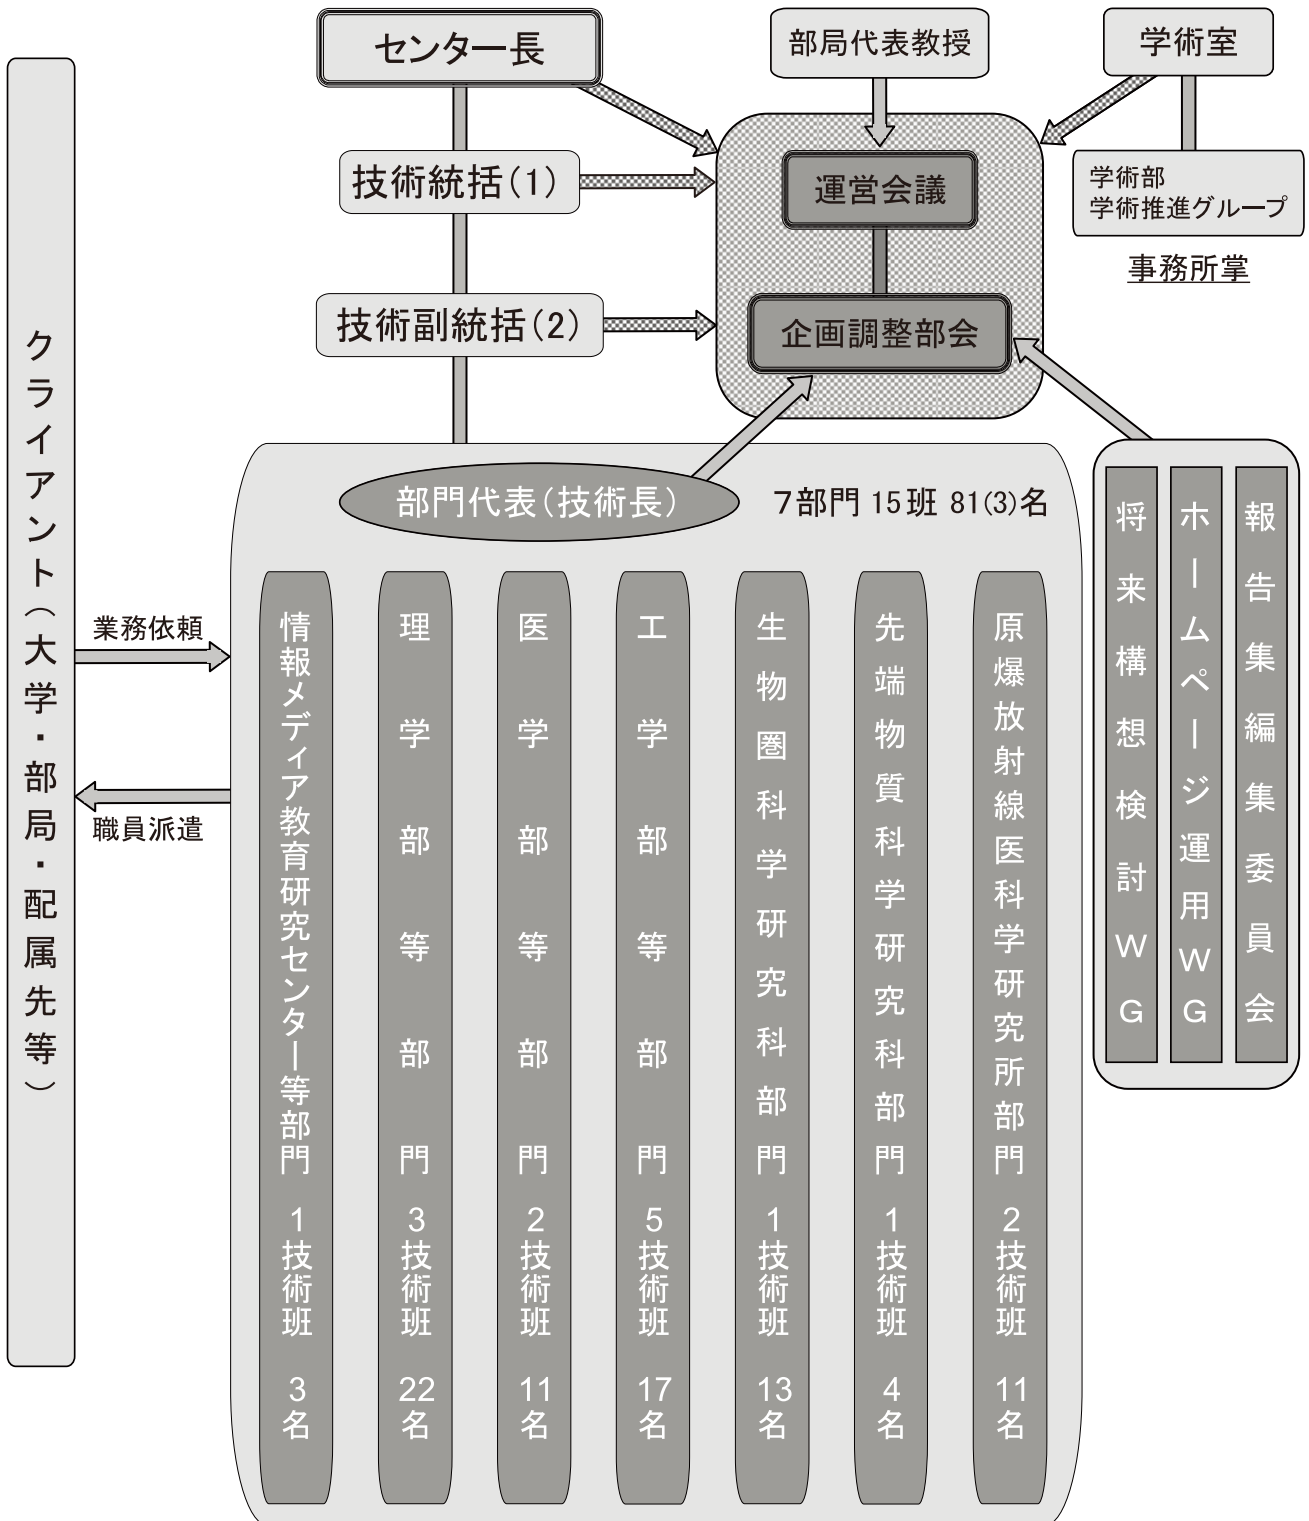 センター長
部局代表教授
学術室
技術統括(1)
運営会議
学術部
学術推進グループ
事務所掌
技術副統括(2)
企画調整部会
クライアント(大学・部局・配属先等)
業務依頼
職員派遣
部門代表(技術長)
7部門 15班 81(3)名
情報メディア教育研究センター等部門 1技術班 3名
理学部等部門 3技術班 22名
医学部等部門 2技術班 11名
工学部等部門 5技術班 17名
生物圏科学研究科部門 1技術班 13名
先端物質科学研究科部門 1技術班 4名
原爆放射線医科学研究所部門 2技術班 11名
将来構想検討WG
ホームページ運用WG
報告集編集委員会